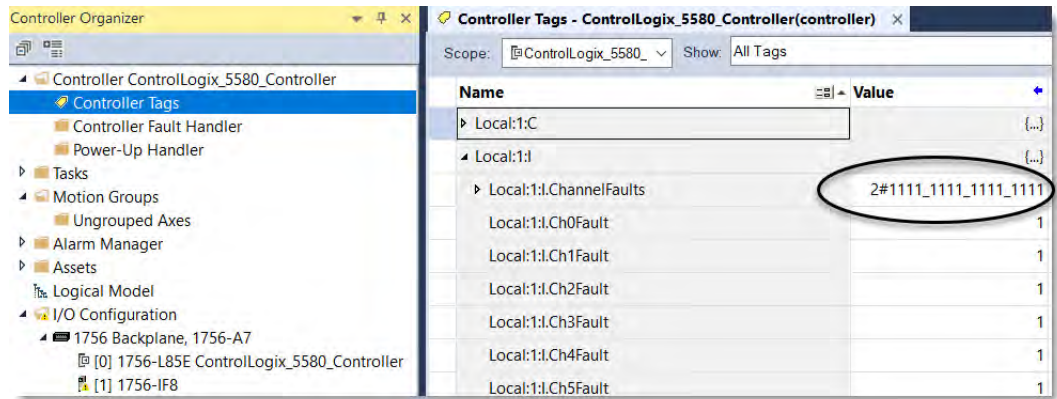 Controller Organizer
Controller Tags - ControlLogix_5580_Controller(controller)
Scope: ControlLogix_5580_ Show: All Tags
Controller ControlLogix_5580_Controller
Controller Tags
Controller Fault Handler
Power-Up Handler
Tasks
Motion Groups
Ungrouped Axes
Alarm Manager
Assets
Logical Model
I/O Configuration
1756 Backplane, 1756-A7
[0] 1756-L85E ControlLogix_5580_Controller
[1] 1756-IF8
Name Value
Local:1:C {...}
Local:1:I {...}
Local:1:I.ChannelFaults 2#1111_1111_1111_1111
Local:1:I.Ch0Fault 1
Local:1:I.Ch1Fault 1
Local:1:I.Ch2Fault 1
Local:1:I.Ch3Fault 1
Local:1:I.Ch4Fault 1
Local:1:I.Ch5Fault 1